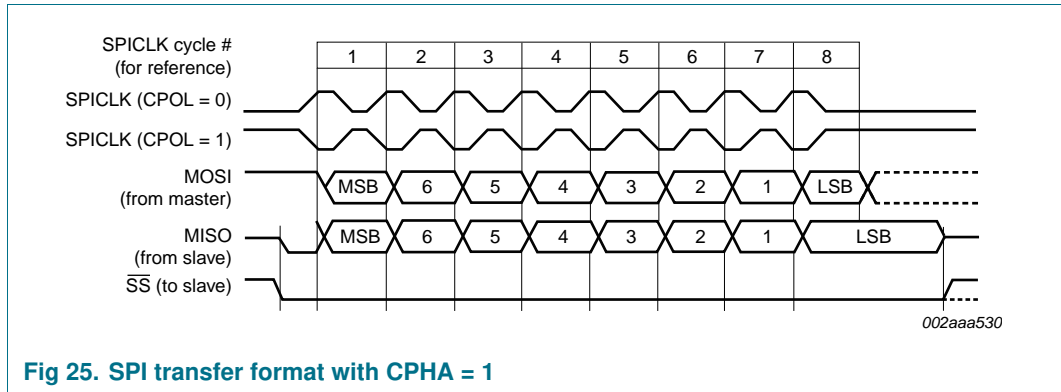 SPICLK cycle #
(for reference)
1 2 3 4 5 6 7 8
SPICLK (CPOL = 0)
SPICLK (CPOL = 1)
MOSI
(from master)
MSB 6 5 4 3 2 1 LSB
MISO
(from slave)
MSB 6 5 4 3 2 1 LSB
S̅S̅ (to slave)
002aaa530
Fig 25. SPI transfer format with CPHA = 1